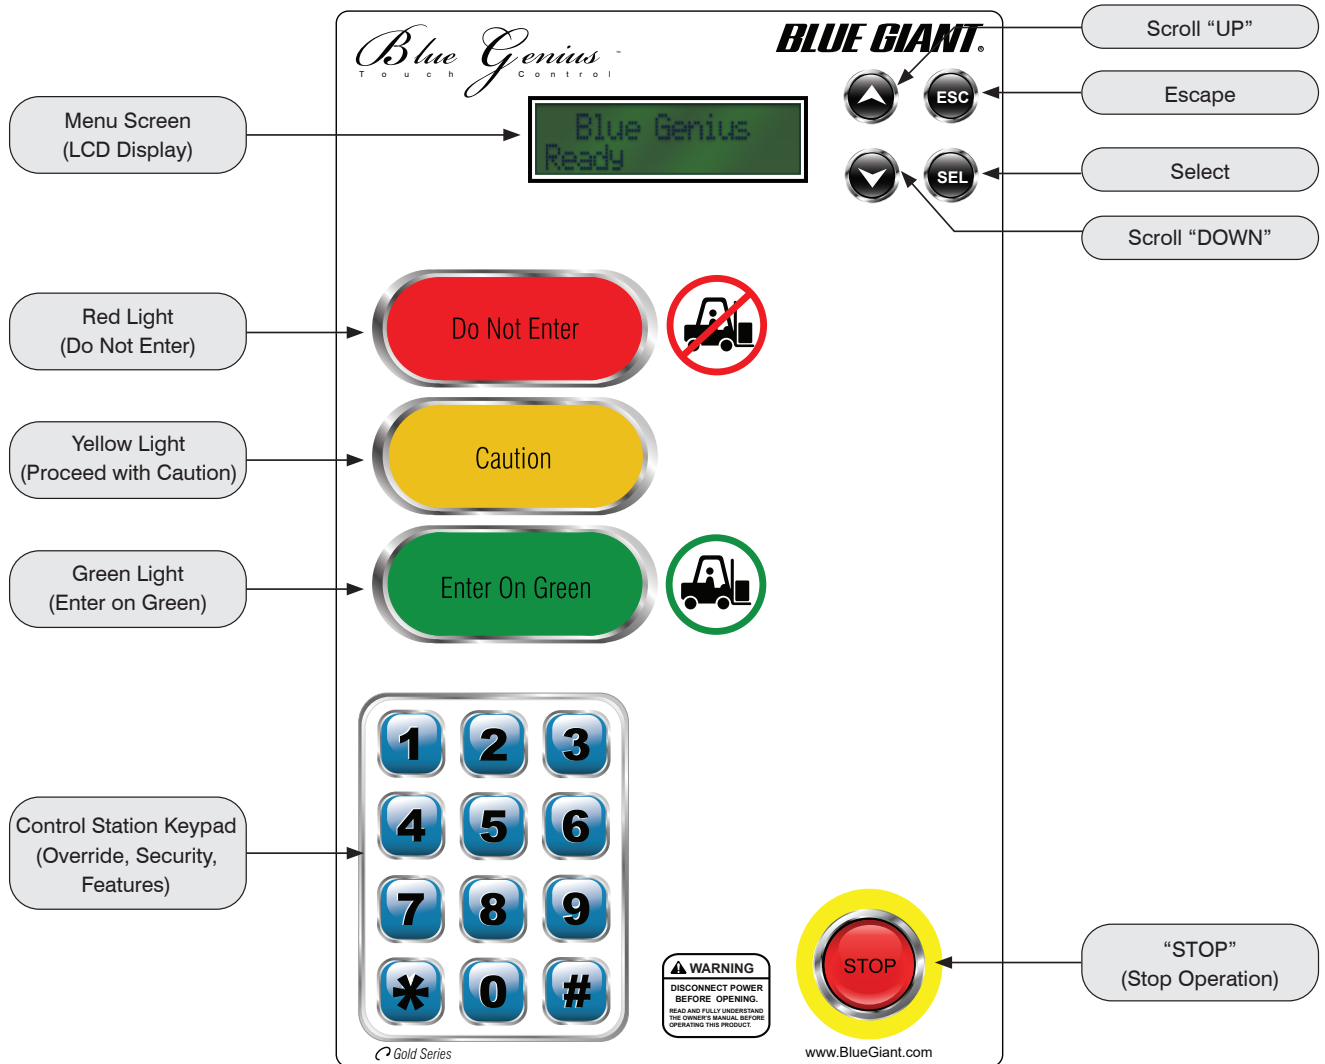 Blue Genius™
Touch Control
BLUE GIANT®
Scroll “UP”
ESC
Escape
Menu Screen
(LCD Display)
Blue Genius
Ready
SEL
Select
Scroll “DOWN”
Red Light
(Do Not Enter)
Do Not Enter
Yellow Light
(Proceed with Caution)
Caution
Green Light
(Enter on Green)
Enter On Green
1 2 3
4 5 6
7 8 9
* 0 #
Control Station Keypad
(Override, Security,
Features)
WARNING
DISCONNECT POWER
BEFORE OPENING.
READ AND FULLY UNDERSTAND
THE OWNER'S MANUAL BEFORE
OPERATING THIS PRODUCT.
STOP
“STOP”
(Stop Operation)
Gold Series
www.BlueGiant.com